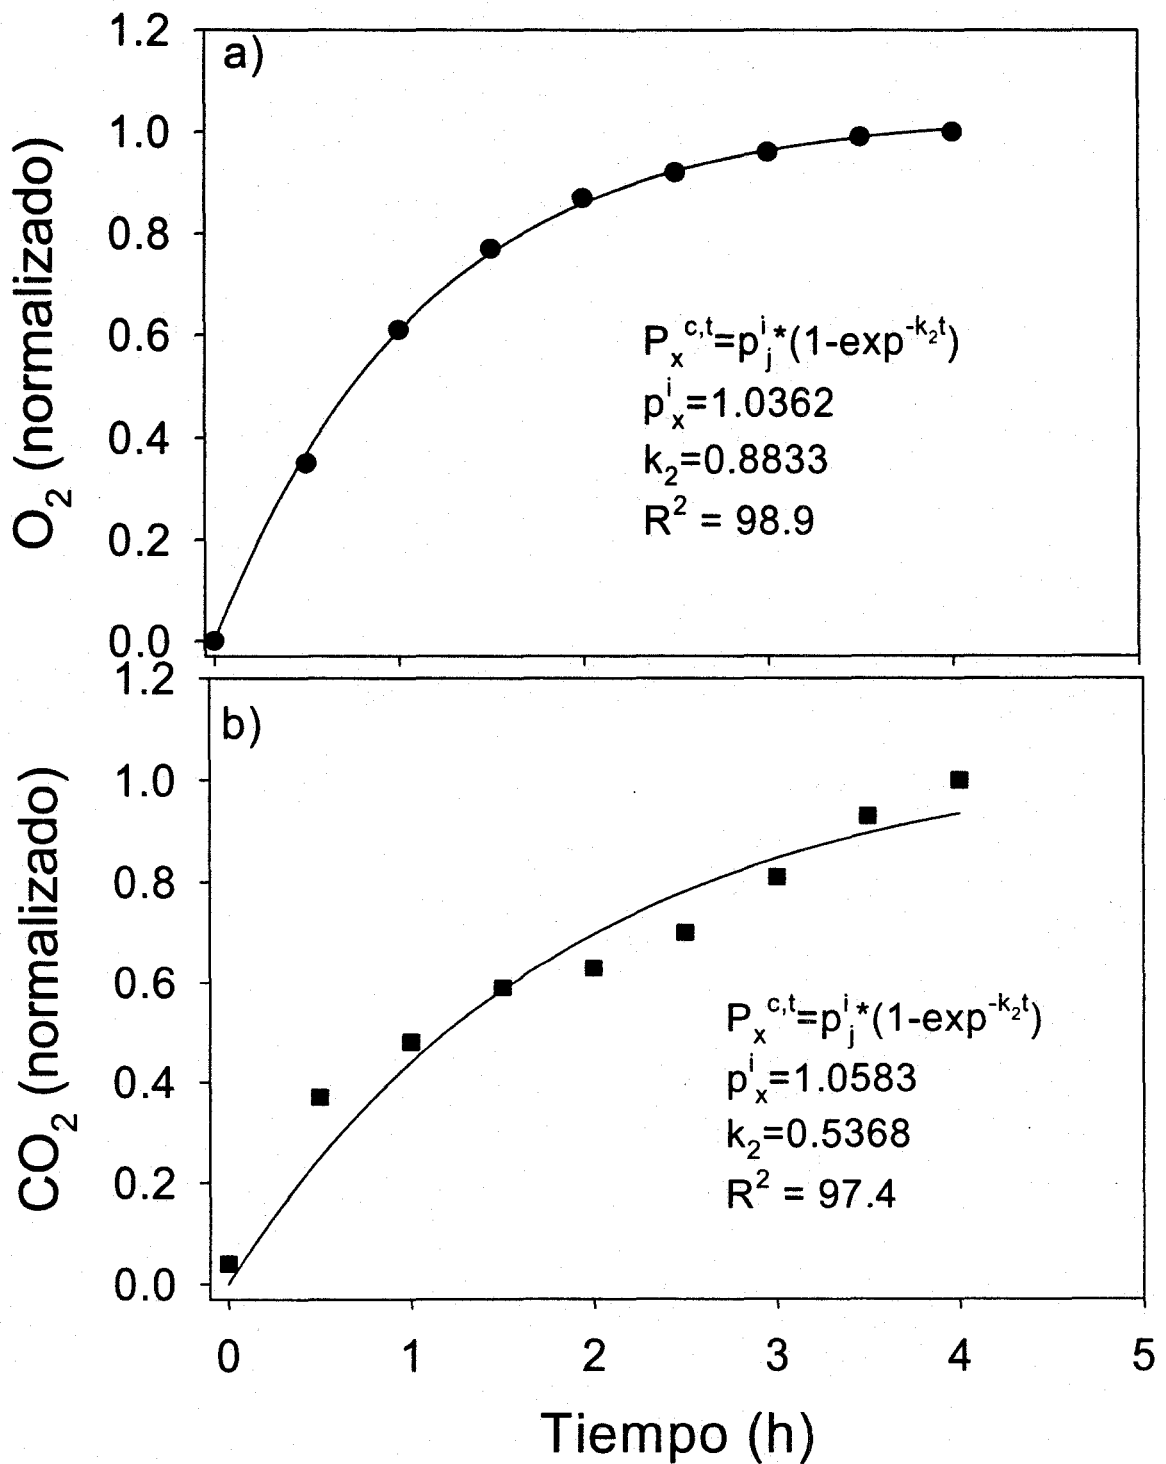 a)
O₂ (normalizado)
1.2
1.0
0.8
0.6
0.4
0.2
0.0
Pₓᶜ,ᵗ=pⱼⁱ*(1-exp⁻ᵏ₂ᵗ)
pⁱₓ=1.0362
k₂=0.8833
R² = 98.9
b)
CO₂ (normalizado)
1.2
1.0
0.8
0.6
0.4
0.2
0.0
Pₓᶜ,ᵗ=pⱼⁱ*(1-exp⁻ᵏ₂ᵗ)
pⁱₓ=1.0583
k₂=0.5368
R² = 97.4
0 1 2 3 4 5
Tiempo (h)